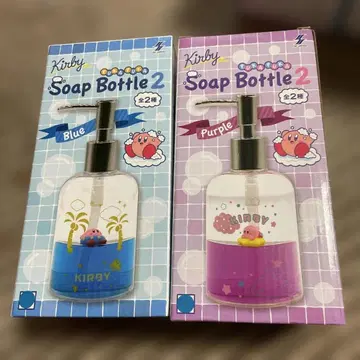 Kirby
Soap Bottle 2
全2種
Blue
KIRBY
Kirby
Soap Bottle 2
全2種
Purple
KIRBY